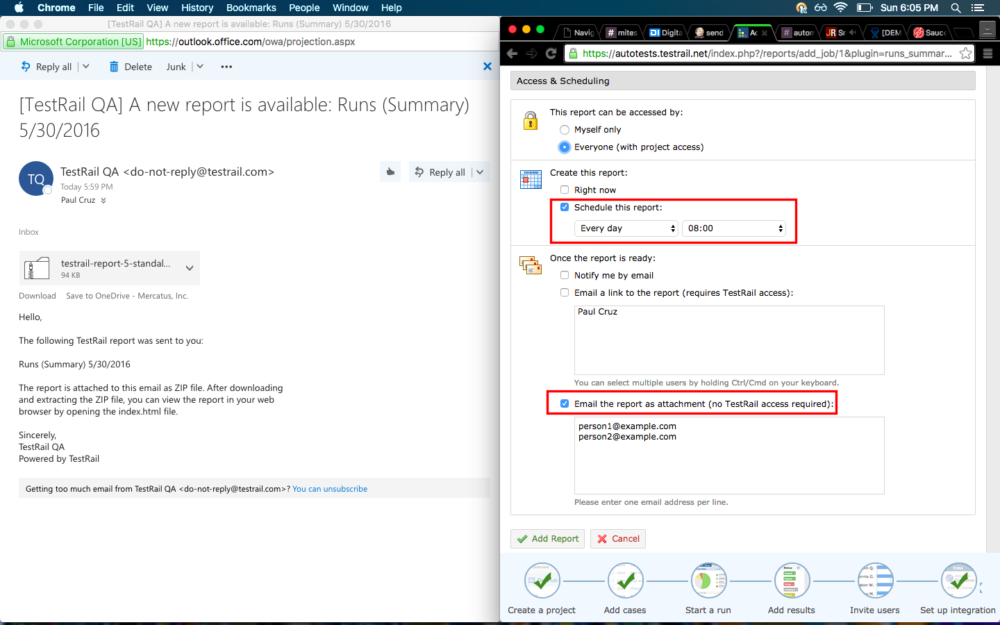 Chrome File Edit View History Bookmarks People Window Help Sun 6:05 PM
[TestRail QA] A new report is available: Runs (Summary) 5/30/2016
Microsoft Corporation [US] https://outlook.office.com/owa/projection.aspx
Reply all Delete Junk
[TestRail QA] A new report is available: Runs (Summary)
5/30/2016
TQ
TestRail QA <do-not-reply@testrail.com>
Today 5:59 PM
Paul Cruz
Reply all
Inbox
testrail-report-5-standal...
94 KB
Download Save to OneDrive - Mercatus, Inc.
Hello,
The following TestRail report was sent to you:
Runs (Summary) 5/30/2016
The report is attached to this email as ZIP file. After downloading
and extracting the ZIP file, you can view the report in your web
browser by opening the index.html file.
Sincerely,
TestRail QA
Powered by TestRail
Getting too much email from TestRail QA <do-not-reply@testrail.com>? You can unsubscribe
Navig mites Digita send Ac autom Sr [DEM Sauce
https://autotests.testrail.net/index.php?/reports/add_job/1&plugin=runs_summar...
Access & Scheduling
This report can be accessed by:
Myself only
Everyone (with project access)
Create this report:
Right now
Schedule this report:
Every day 08:00
Once the report is ready:
Notify me by email
Email a link to the report (requires TestRail access):
Paul Cruz
You can select multiple users by holding Ctrl/Cmd on your keyboard.
Email the report as attachment (no TestRail access required):
person1@example.com
person2@example.com
Please enter one email address per line.
Add Report Cancel
Create a project Add cases Start a run Add results Invite users Set up integration